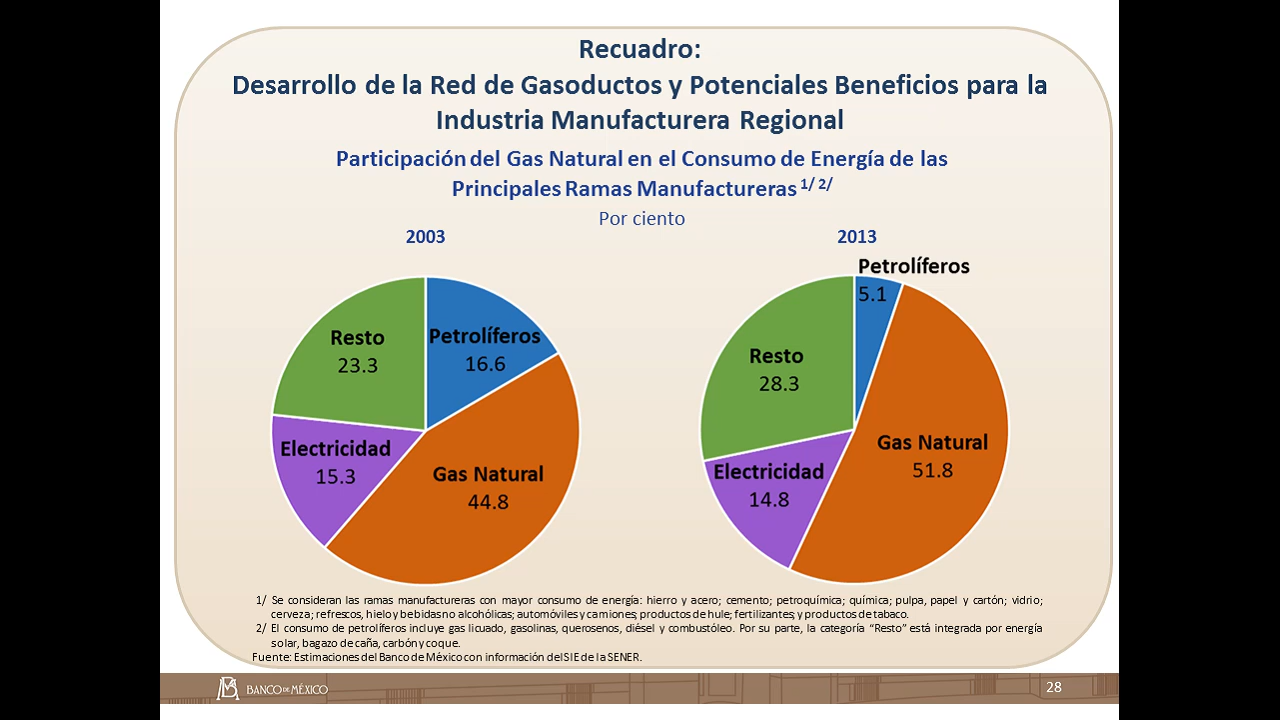 Recuadro:
Desarrollo de la Red de Gasoductos y Potenciales Beneficios para la
Industria Manufacturera Regional
Participación del Gas Natural en el Consumo de Energía de las
Principales Ramas Manufactureras 1/ 2/
Por ciento
2003
2013
Petrolíferos
16.6
Gas Natural
44.8
Electricidad
15.3
Resto
23.3
Petrolíferos
5.1
Gas Natural
51.8
Electricidad
14.8
Resto
28.3
1/ Se consideran las ramas manufactureras con mayor consumo de energía: hierro y acero; cemento; petroquímica; química; pulpa, papel y cartón; vidrio;
cerveza; refrescos, hielo y bebidas no alcohólicas; automóviles y camiones; productos de hule; fertilizantes; y productos de tabaco.
2/ El consumo de petrolíferos incluye gas licuado, gasolinas, querosenos, diésel y combustóleo. Por su parte, la categoría “Resto” está integrada por energía
solar, bagazo de caña, carbón y coque.
Fuente: Estimaciones del Banco de México con información del SIE de la SENER.
BANCO DE MÉXICO
28